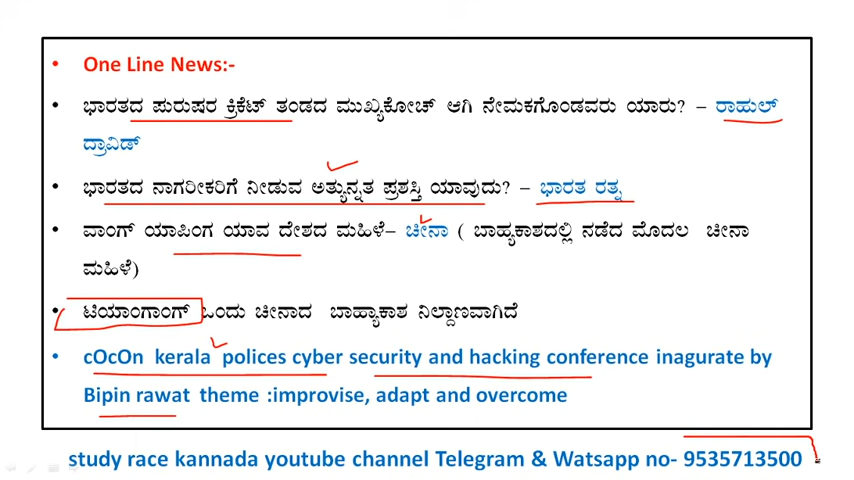 One Line News:-
ಭಾರತದ ಪುರುಷರ ಕ್ರಿಕೆಟ್ ತಂಡದ ಮುಖ್ಯಕೋಚ್ ಆಗಿ ನೇಮಕಗೊಂಡವರು ಯಾರು? – ರಾಹುಲ್
ದ್ರಾವಿಡ್
ಭಾರತದ ನಾಗರೀಕರಿಗೆ ನೀಡುವ ಅತ್ಯುನ್ನತ ಪ್ರಶಸ್ತಿ ಯಾವುದು? – ಭಾರತ ರತ್ನ
ವಾಂಗ್ ಯಾಪಿಂಗ ಯಾವ ದೇಶದ ಮಹಿಳೆ– ಚೀನಾ ( ಬಾಹ್ಯಕಾಶದಲ್ಲಿ ನಡೆದ ಮೊದಲ ಚೀನಾ
ಮಹಿಳೆ)
ಟಿಯಾಂಗಾಂಗ್ ಒಂದು ಚೀನಾದ ಬಾಹ್ಯಾಕಾಶ ನಿಲ್ದಾಣವಾಗಿದೆ
cOcOn kerala polices cyber security and hacking conference inagurate by
Bipin rawat theme :improvise, adapt and overcome
study race kannada youtube channel Telegram & Watsapp no- 9535713500